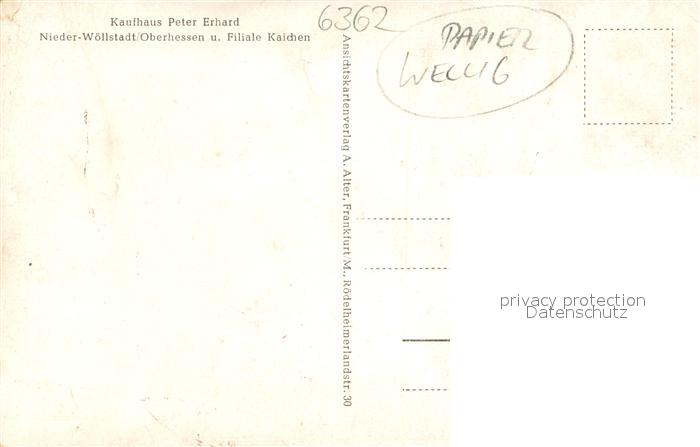 Kaufhaus Peter Erhard
Nieder-Wöllstadt/Oberhessen u. Filiale Kaichen
6362
PAPIER
WELLIG
Ansichtskartenverlag A. Alter, Frankfurt/M., Rödelheimerlandstr. 30
privacy protection
Datenschutz